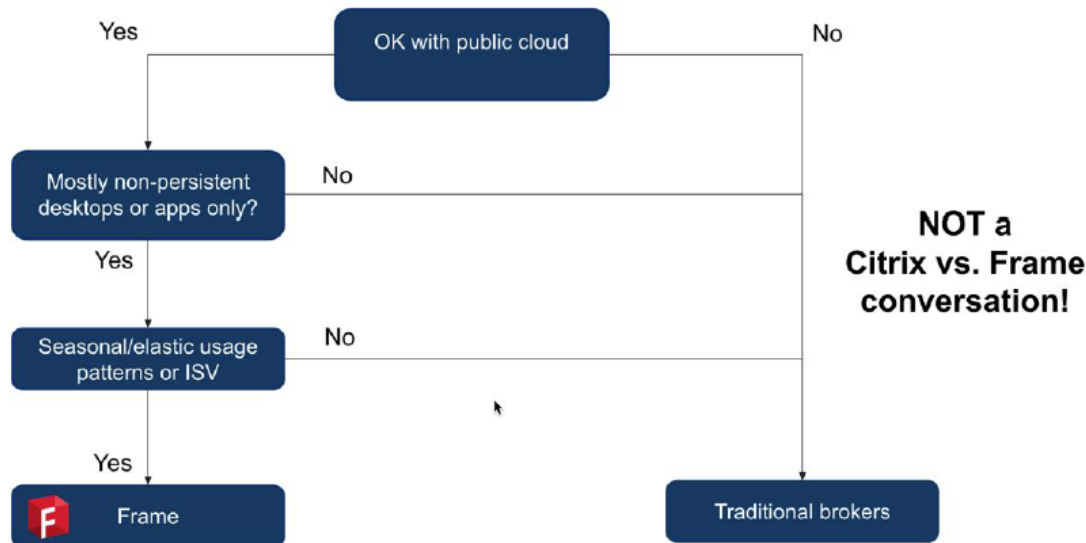 Yes
OK with public cloud
No
Mostly non-persistent
desktops or apps only?
No
Yes
NOT a
Citrix vs. Frame
conversation!
Seasonal/elastic usage
patterns or ISV
No
Yes
F
Frame
Traditional brokers